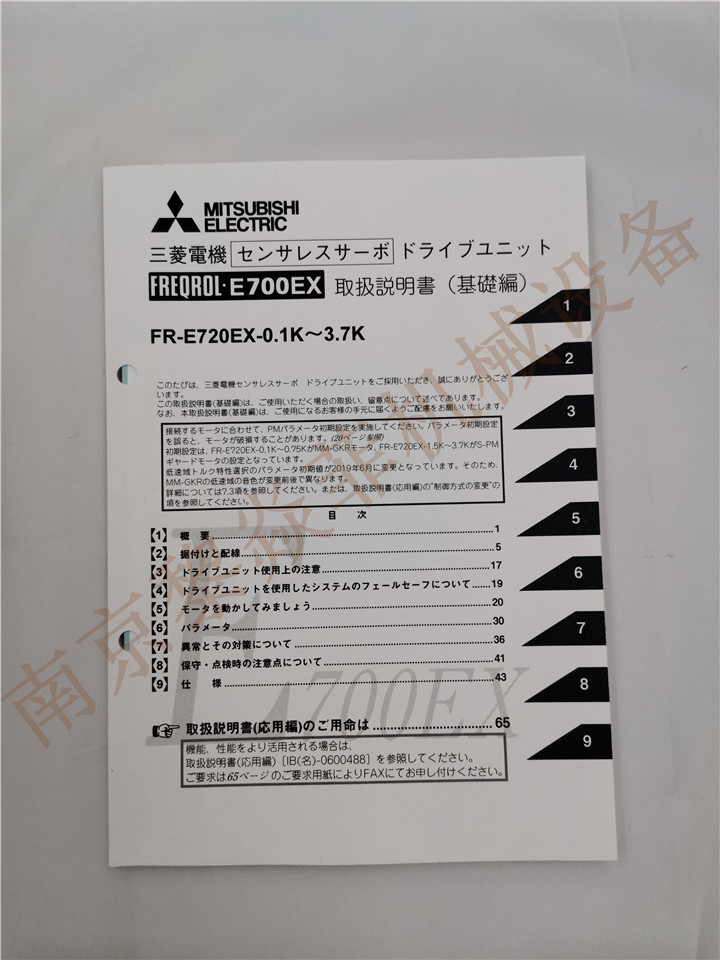 MITSUBISHI
ELECTRIC
三菱電機 センサレスサーボ ドライブユニット
FREQROL-E700EX 取扱説明書（基礎編）
FR-E720EX-0.1K～3.7K
このたびは、三菱電機センサレスサーボ ドライブユニットをご採用いただき、誠にありがとうござ
います。
この取扱説明書(基礎編)は、ご使用いただく場合の取扱い、留意点について述べてあります。
なお、本取扱説明書(基礎編)は、ご使用になるお客様の手元に届くようご配慮をお願いいたします。
接続するモータに合わせて、PMパラメータ初期設定を実施してください。パラメータ初期設定
を誤ると、モータが破損することがあります。(20ページ参照)
初期設定は、FR-E720EX-0.1K～0.75KがMM-GKRモータ、FR-E720EX-1.5K～3.7KがS-PM
ギヤードモータの設定となっています。
低速域トルク特性選択のパラメータ初期値が2019年6月に変更となっています。そのため、
MM-GKRの低速域の音色が変更前後で異なります。
詳細については7.3項を参照してください。または、取扱説明書(応用編)の"制御方式の変更"の
項を参照してください。
目 次
【1】 概 要 ........ 1
【2】 据付けと配線 ........ 5
【3】 ドライブユニット使用上の注意 ........ 17
【4】 ドライブユニットを使用したシステムのフェールセーフについて ........ 19
【5】 モータを動かしてみましょう ........ 20
【6】 パラメータ ........ 30
【7】 異常とその対策について ........ 36
【8】 保守・点検時の注意点について ........ 41
【9】 仕 様 ........ 43
取扱説明書(応用編)のご用命は ........ 65
機能、性能をより活用される場合は、
取扱説明書(応用編)［IB(名)-0600488］を参照してください。
ご要求は65ページのご要求用紙によりFAXにてお申し付けください。
E700EX
1
2
3
4
5
6
7
8
9